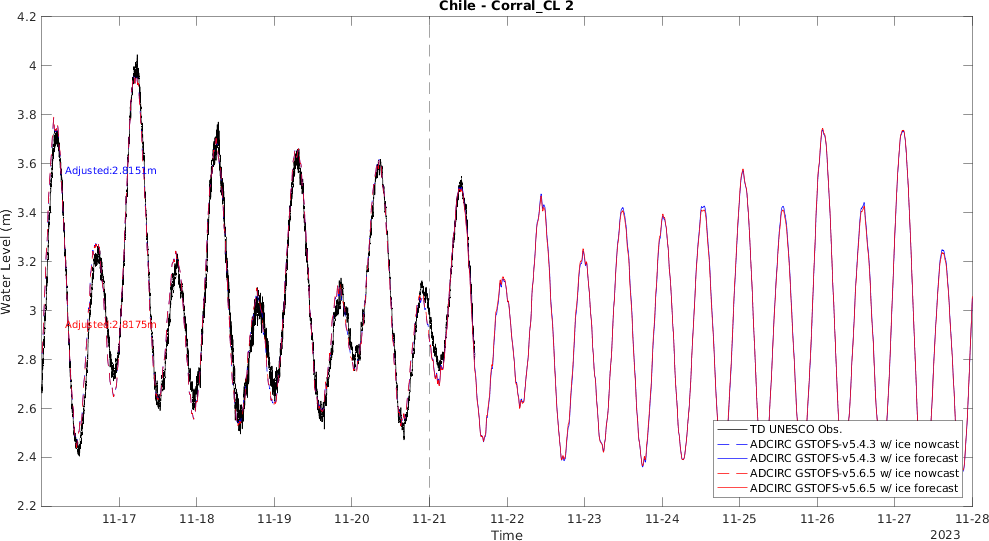 Chile - Corral_CL 2
4.2
4
3.8
3.6
3.4
3.2
3
2.8
2.6
2.4
2.2
Water Level (m)
Adjusted:2.8151m
Adjusted:2.8175m
TD UNESCO Obs.
ADCIRC GSTOFS-v5.4.3 w/ ice nowcast
ADCIRC GSTOFS-v5.4.3 w/ ice forecast
ADCIRC GSTOFS-v5.6.5 w/ ice nowcast
ADCIRC GSTOFS-v5.6.5 w/ ice forecast
11-17 11-18 11-19 11-20 11-21 11-22 11-23 11-24 11-25 11-26 11-27 11-28
Time
2023